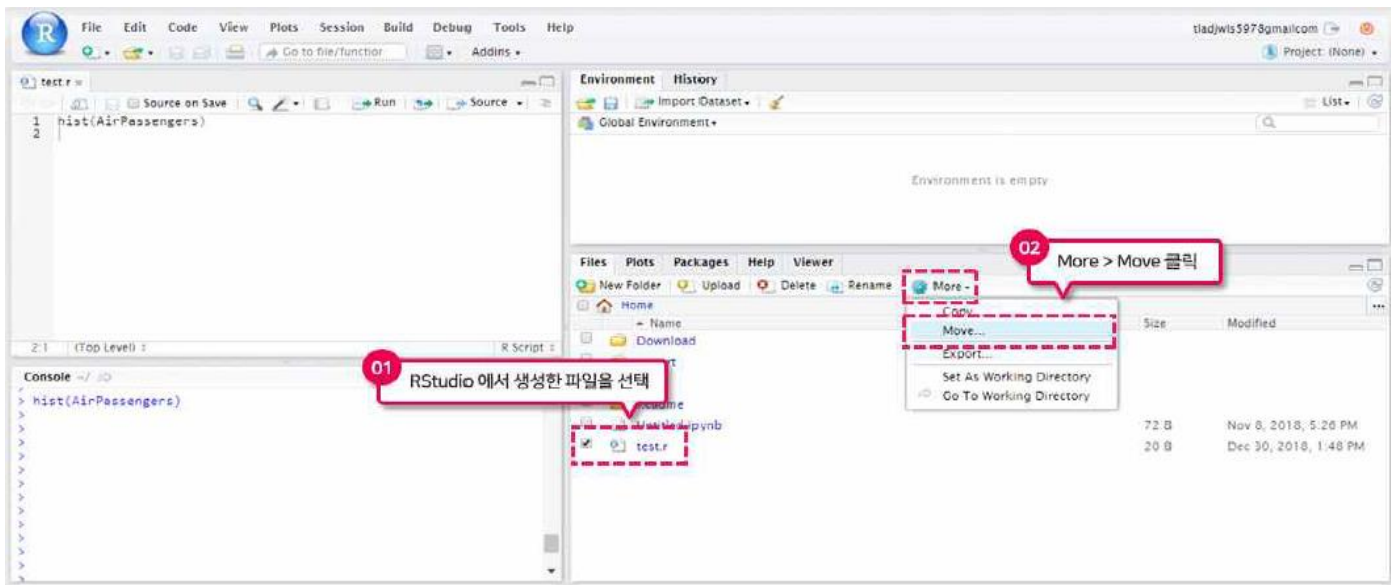 File Edit Code View Plots Session Build Debug Tools Help
tladjwls5978gmailcom
Go to file/function Addins
Project: (None)
test.r
Source on Save Run Source
1 hist(AirPassengers)
2
2:1 (Top Level) R Script
Console ~/
> hist(AirPassengers)
>
>
>
>
>
>
>
>
>
>
>
>
Environment History
Import Dataset List
Global Environment
Environment is empty
Files Plots Packages Help Viewer
New Folder Upload Delete Rename More
Home
Name Size Modified
Download
Readme
Untitled.ipynb 72 B Nov 8, 2018, 5:26 PM
test.r 20 B Dec 30, 2018, 1:48 PM
Copy...
Move...
Export...
Set As Working Directory
Go To Working Directory
01
RStudio 에서 생성한 파일을 선택
02
More > Move 클릭